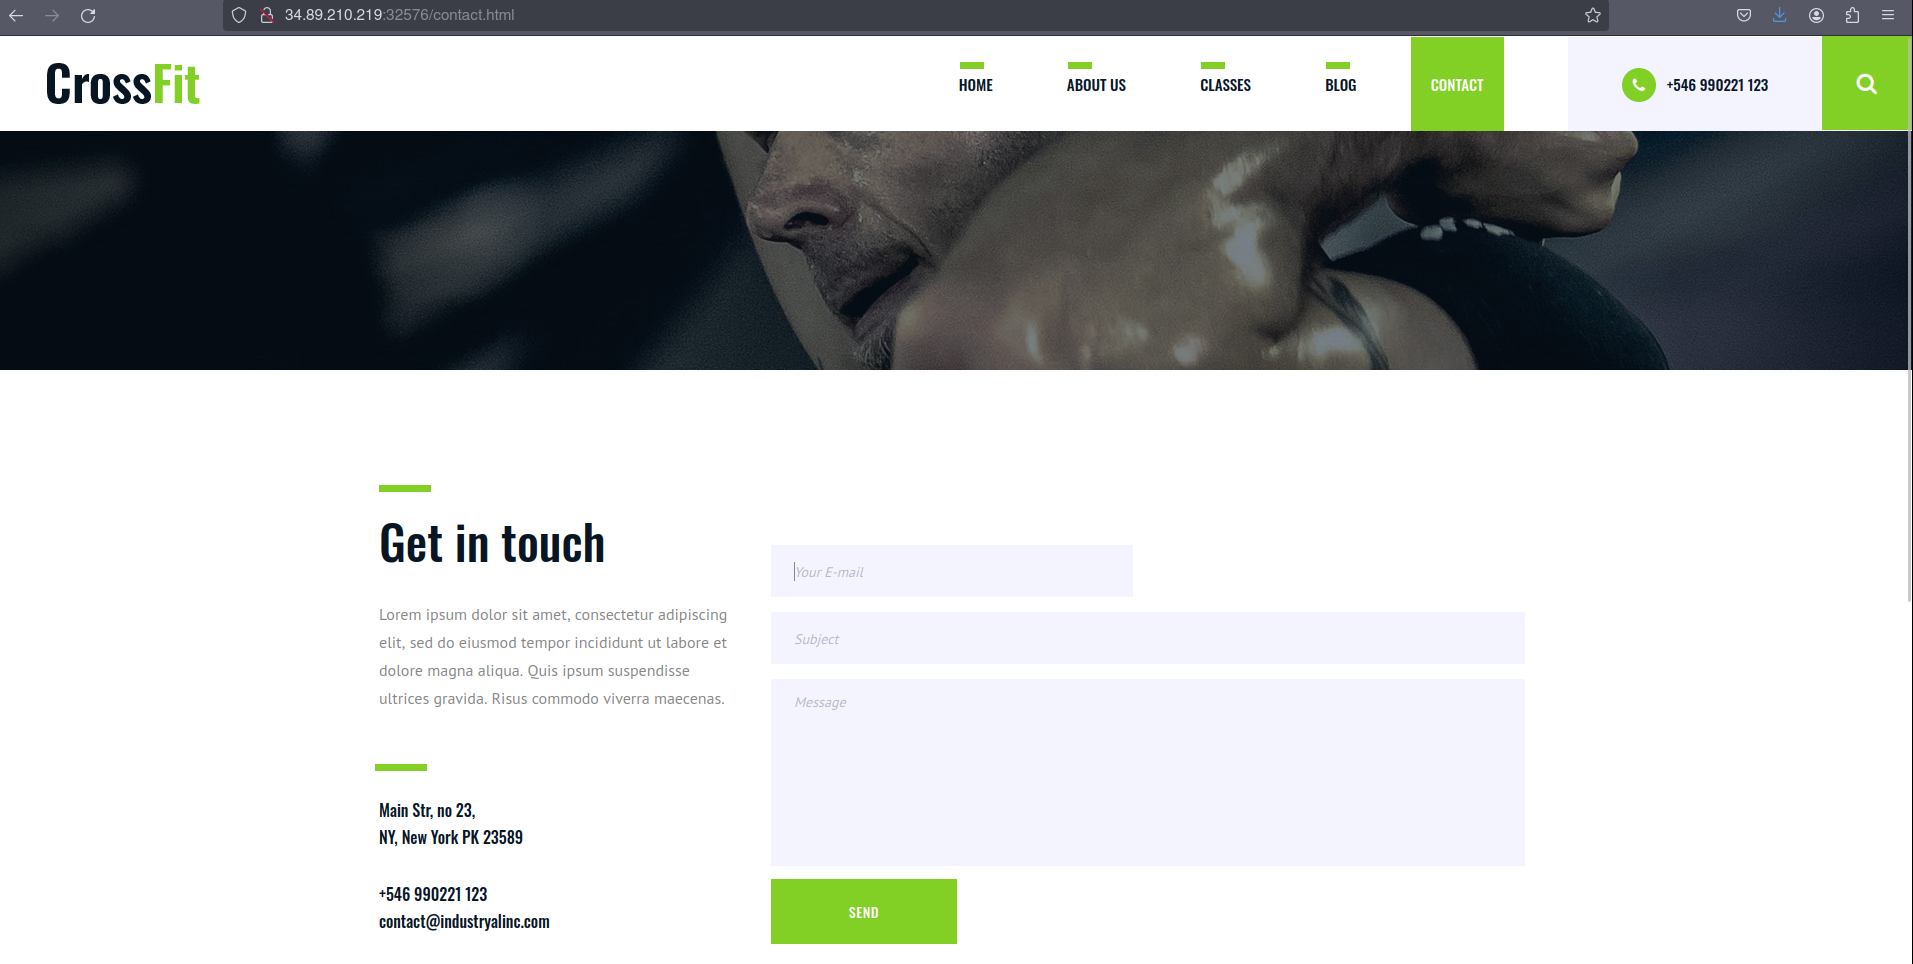 34.89.210.219:32576/contact.html
CrossFit
HOME
ABOUT US
CLASSES
BLOG
CONTACT
+546 990221 123
Get in touch
Lorem ipsum dolor sit amet, consectetur adipiscing
elit, sed do eiusmod tempor incididunt ut labore et
dolore magna aliqua. Quis ipsum suspendisse
ultrices gravida. Risus commodo viverra maecenas.
Main Str, no 23,
NY, New York PK 23589
+546 990221 123
contact@industryalinc.com
Your E-mail
Subject
Message
SEND